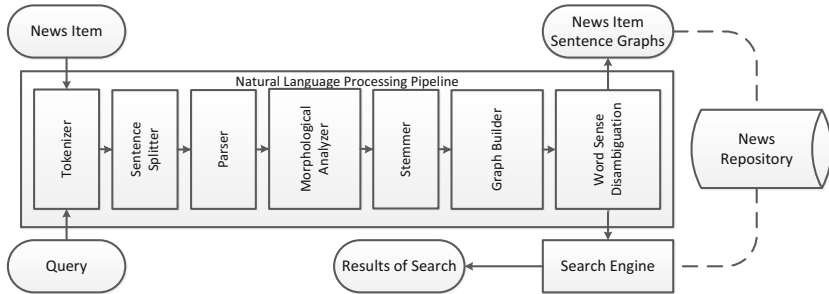 News Item
News Item
Sentence Graphs
Natural Language Processing Pipeline
Tokenizer
Sentence
Splitter
Parser
Morphological
Analyzer
Stemmer
Graph Builder
Word Sense
Disambiguation
News
Repository
Query
Results of Search
Search Engine